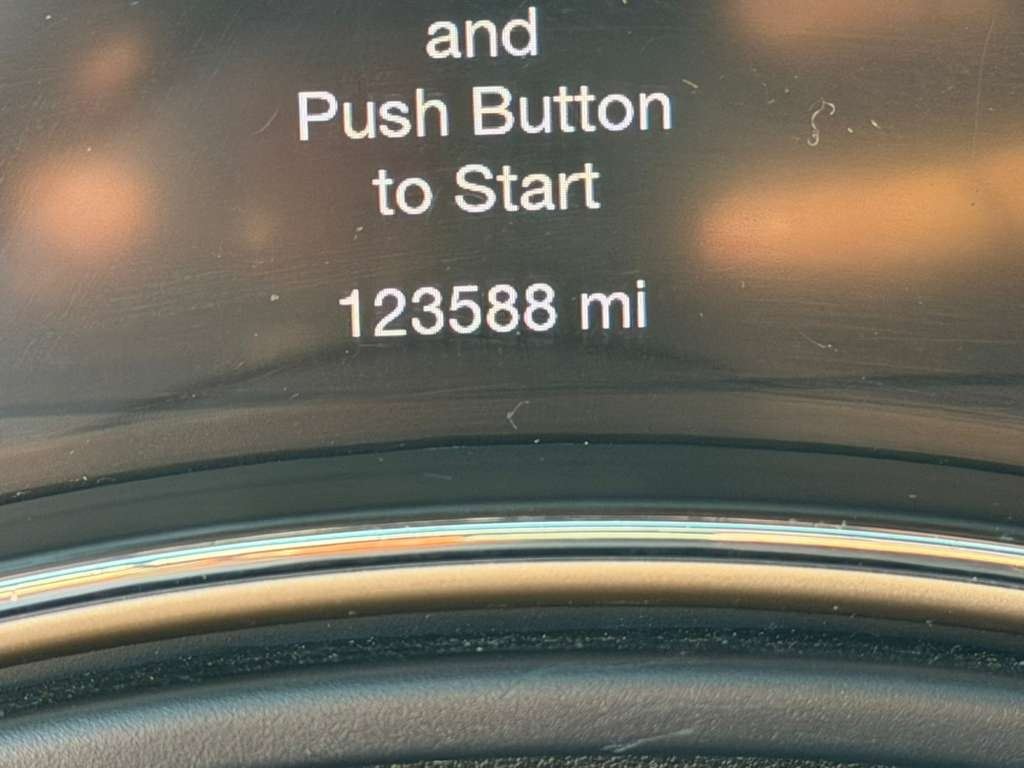 and
Push Button
to Start
123588 mi